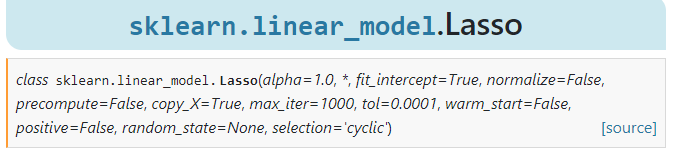 sklearn.linear_model.Lasso
class sklearn.linear_model.Lasso(alpha=1.0, *, fit_intercept=True, normalize=False,
precompute=False, copy_X=True, max_iter=1000, tol=0.0001, warm_start=False,
positive=False, random_state=None, selection='cyclic') [source]